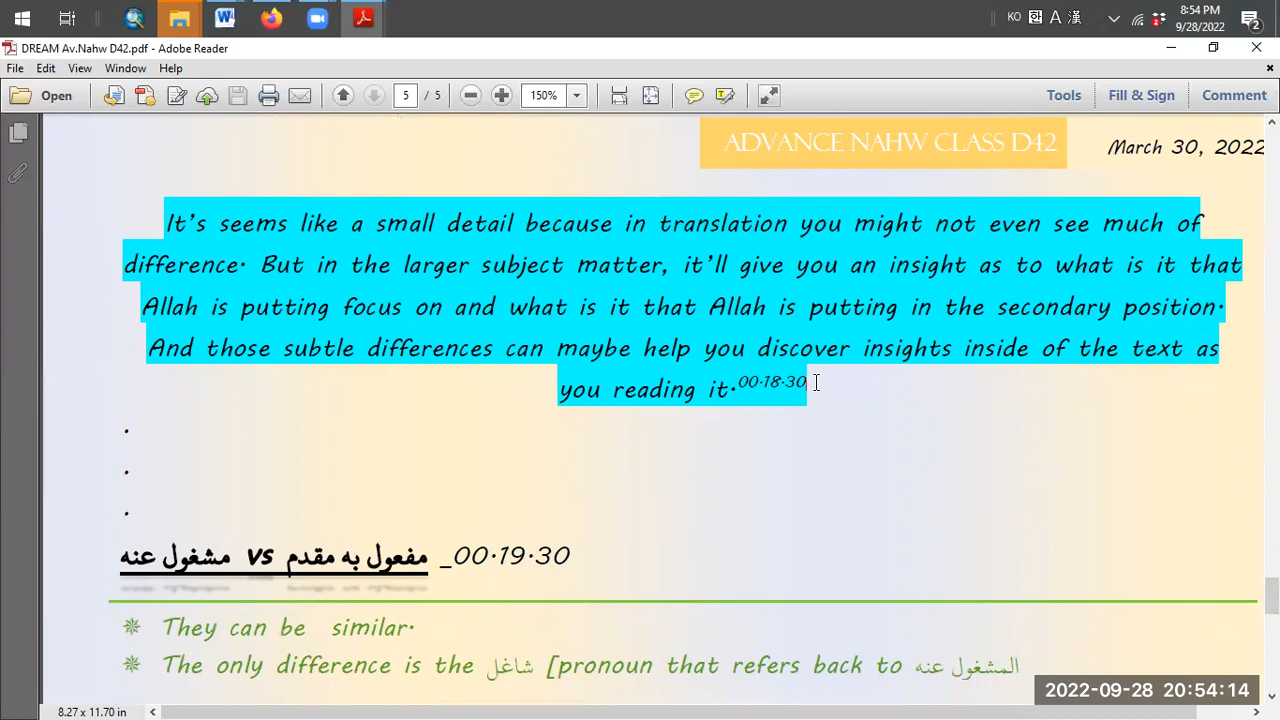 8:54 PM
KO 한 A 漢
9/28/2022
2
DREAM Av.Nahw D42.pdf - Adobe Reader
File Edit View Window Help
Open 5 / 5 150% Tools Fill & Sign Comment
ADVANCE NAHW CLASS D42 March 30, 2022
It's seems like a small detail because in translation you might not even see much of
difference. But in the larger subject matter, it'll give you an insight as to what is it that
Allah is putting focus on and what is it that Allah is putting in the secondary position.
And those subtle differences can maybe help you discover insights inside of the text as
you reading it.00.18.30
.
.
.
مفعول به مقدم vs مشغول عنه _00.19.30
They can be similar.
The only difference is the شاغل [pronoun that refers back to المشغول عنه
2022-09-28 20:54:14
8.27 x 11.70 in